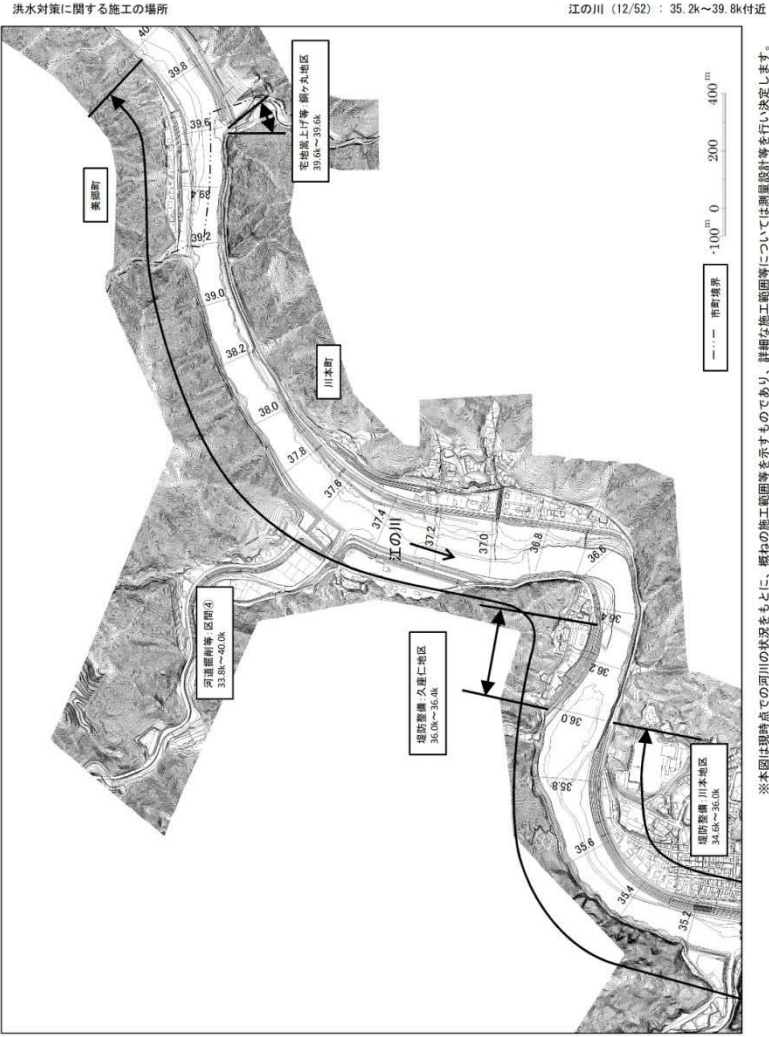 洪水対策に関する施工の場所
江の川 (12/52) : 35.2k～39.8k付近
40
39.8
39.6
39.4
39.2
39.0
38.2
38.0
37.8
37.6
37.4
37.2
37.0
36.8
36.6
36.4
36.2
36.0
35.8
35.6
35.4
35.2
宅地嵩上げ等:銅ヶ丸地区
39.6k～39.6k
美郷町
川本町
江の川
河道掘削等:区間④
33.8k～40.0k
堤防整備:久座仁地区
36.0k～36.4k
堤防整備:川本地区
34.6k～36.0k
-100m 0 200 400m
市町境界
※本図は現時点での河川の状況をもとに、概ねの施工範囲等を示すものであり、詳細な施工範囲等については測量設計等を行い決定します。